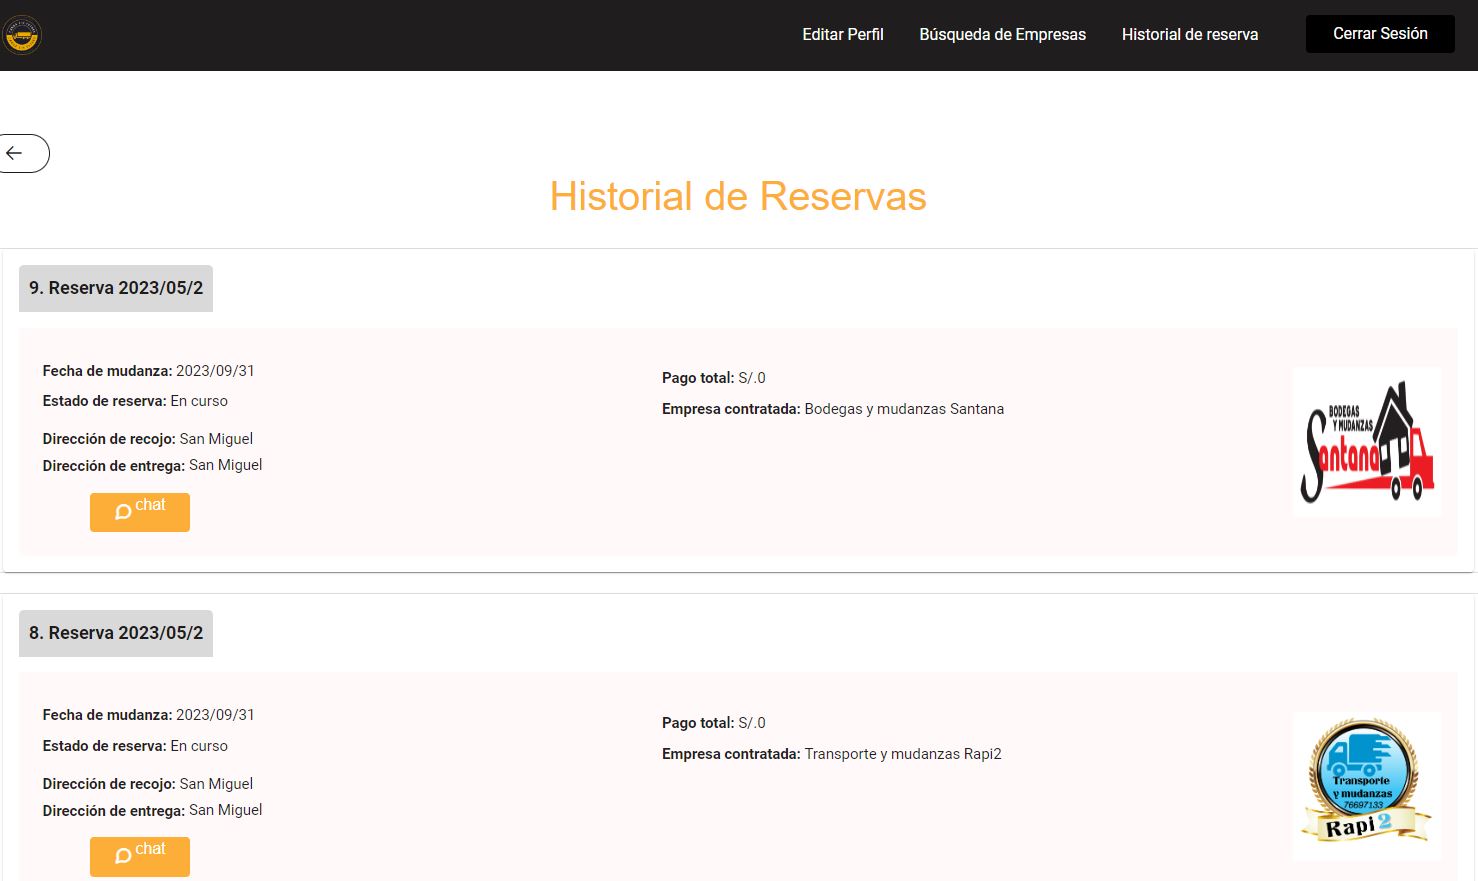 Editar Perfil
Búsqueda de Empresas
Historial de reserva
Cerrar Sesión
Historial de Reservas
9. Reserva 2023/05/2
Fecha de mudanza: 2023/09/31
Estado de reserva: En curso
Dirección de recojo: San Miguel
Dirección de entrega: San Miguel
chat
Pago total: S/.0
Empresa contratada: Bodegas y mudanzas Santana
BODEGAS
Y MUDANZAS
Santana
8. Reserva 2023/05/2
Fecha de mudanza: 2023/09/31
Estado de reserva: En curso
Dirección de recojo: San Miguel
Dirección de entrega: San Miguel
chat
Pago total: S/.0
Empresa contratada: Transporte y mudanzas Rapi2
Transporte
y mudanzas
76697133
Rapi 2